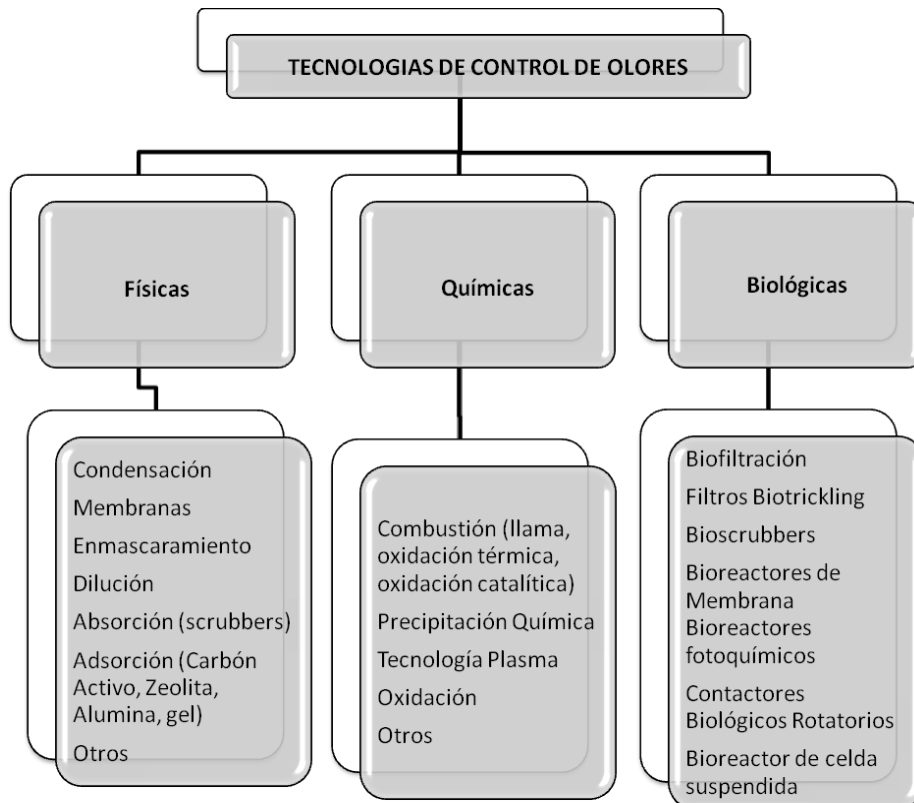 TECNOLOGIAS DE CONTROL DE OLORES
Físicas
Químicas
Biológicas
Condensación
Membranas
Enmascaramiento
Dilución
Absorción (scrubbers)
Adsorción (Carbón
Activo, Zeolita,
Alumina, gel)
Otros
Combustión (llama,
oxidación térmica,
oxidación catalítica)
Precipitación Química
Tecnología Plasma
Oxidación
Otros
Biofiltración
Filtros Biotrickling
Bioscrubbers
Bioreactores de
Membrana
Bioreactores
fotoquímicos
Contactores
Biológicos Rotatorios
Bioreactor de celda
suspendida